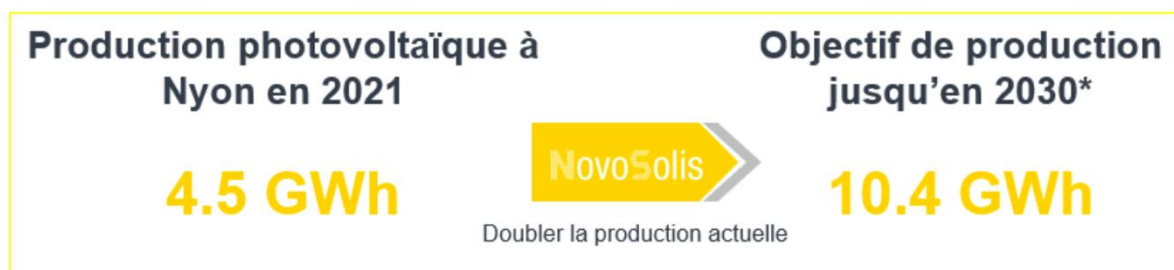 Production photovoltaïque à
Nyon en 2021
4.5 GWh
NovoSolis
Doubler la production actuelle
Objectif de production
jusqu'en 2030*
10.4 GWh